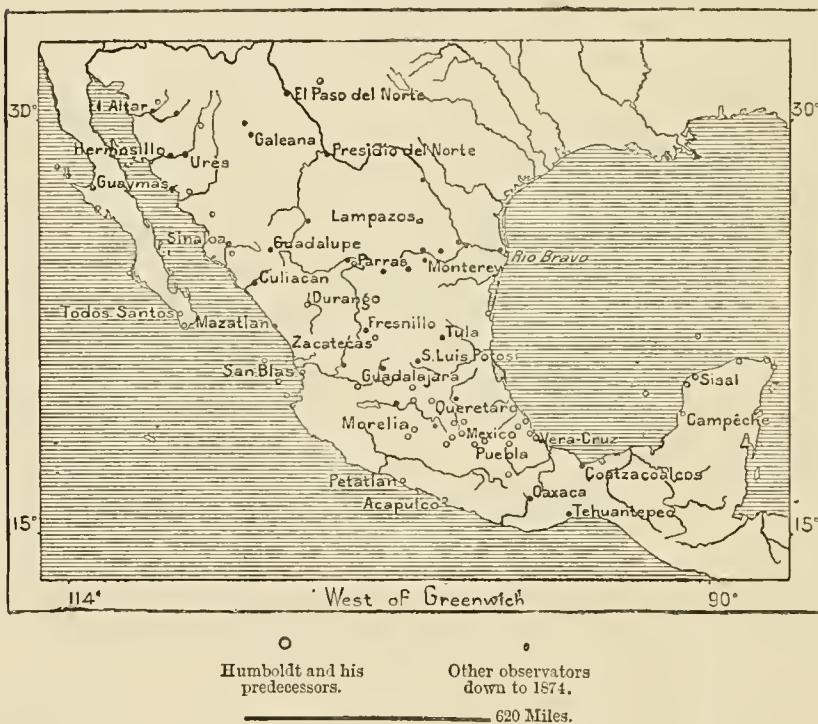 30°
30°
El Paso del Norte
El Altar
Galeana
Hermosillo
Ures
Presidio del Norte
Guaymas
Lampazos
Sinaloa
Guadalupe
Parras
Monterey
Rio Bravo
Culiacan
Durango
Todos Santos
Mazatlan
Fresnillo
Tula
Zacatecas
S. Luis Potosi
San Blas
Guadalajara
Sisal
Queretaro
Campêche
Morelia
Mexico
Vera-Cruz
Puebla
Petatlan
Coatzacoalcos
Oaxaca
Acapulco
Tehuantepec
15°
15°
114°
West of Greenwich
90°
Humboldt and his
predecessors.
Other observators
down to 1874.
620 Miles.